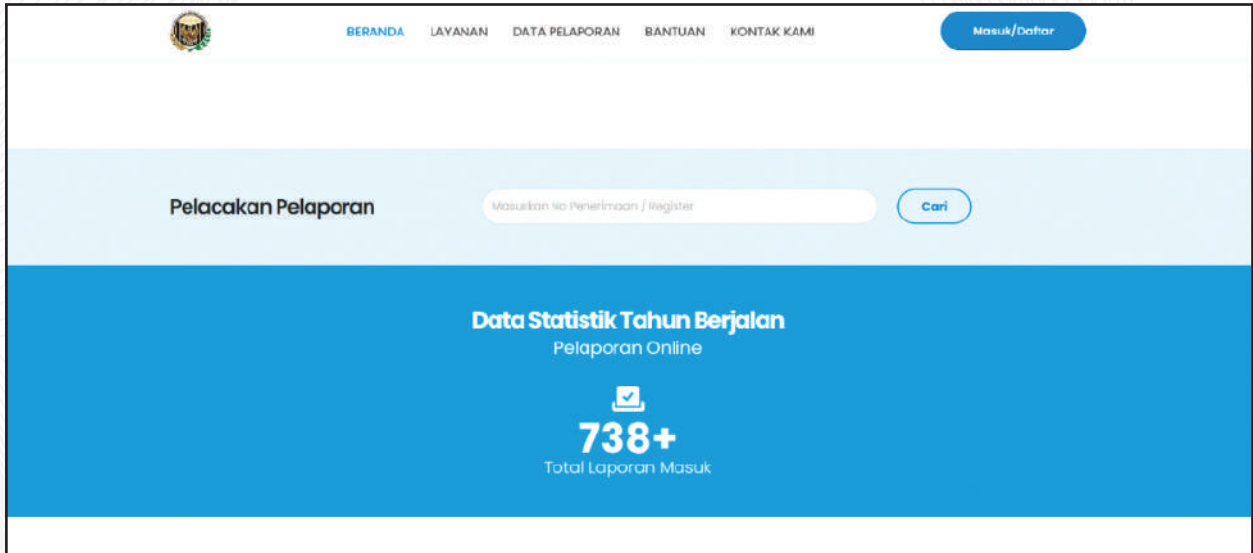 BERANDA LAYANAN DATA PELAPORAN BANTUAN KONTAK KAMI Masuk/Daftar
Pelacakan Pelaporan Masukkan No Penerimaan / Register Cari
Data Statistik Tahun Berjalan
Pelaporan Online
738+
Total Laporan Masuk